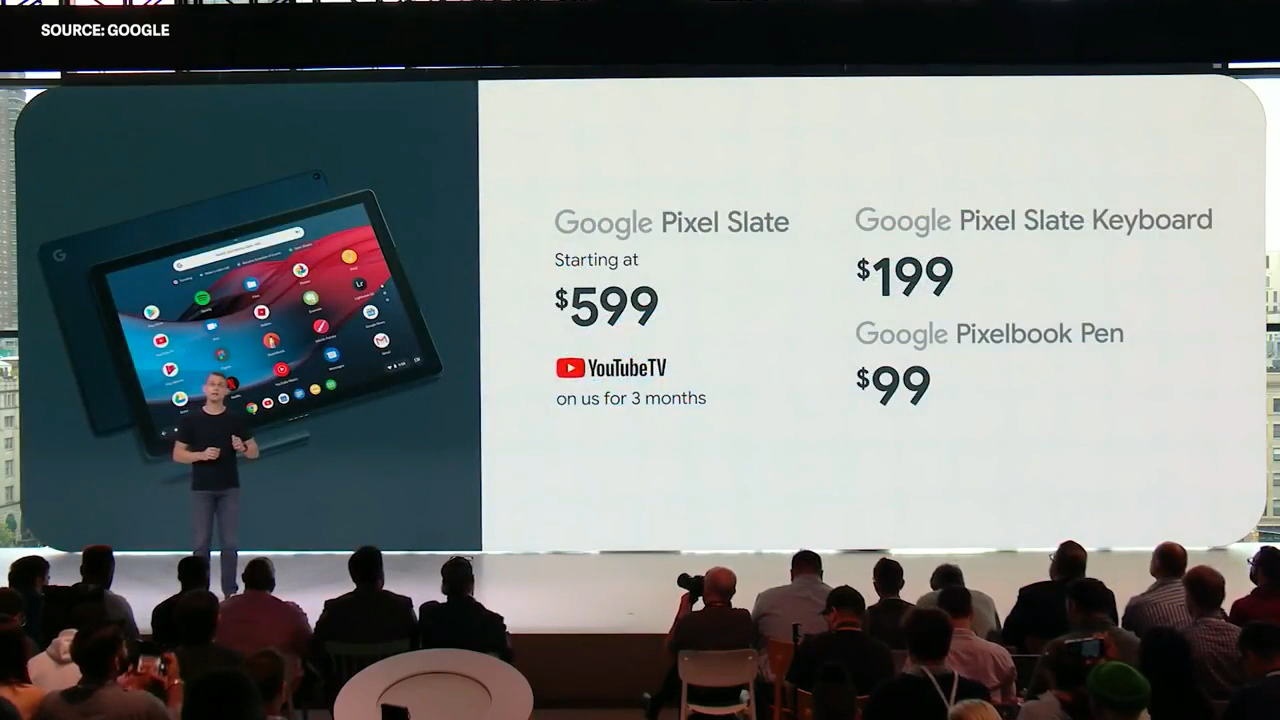 SOURCE: GOOGLE
Google Pixel Slate
Starting at
$599
YouTubeTV
on us for 3 months
Google Pixel Slate Keyboard
$199
Google Pixelbook Pen
$99